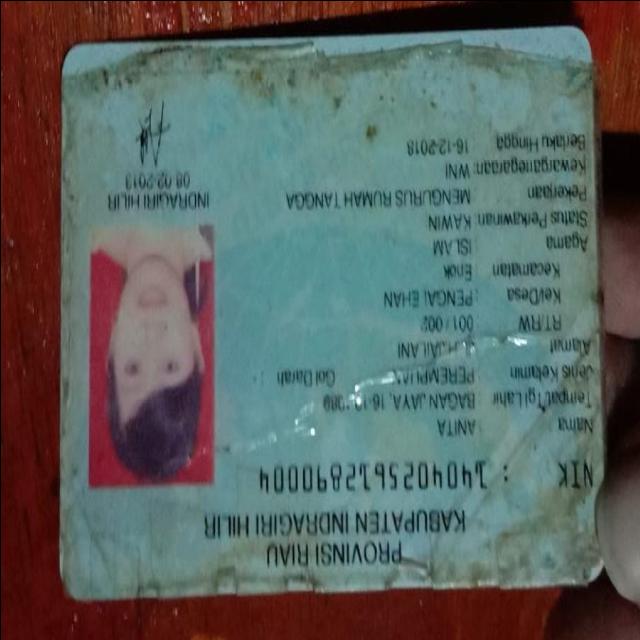 PROVINSI RIAU
KABUPATEN INDRAGIRI HILIR
NIK : 1404025612890004
Nama : ANITA
Tempat/Tgl Lahir : BAGAN JAYA, 16-12-1989
Jenis Kelamin : PEREMPUAN Gol Darah :
Alamat : JAILANI
RT/RW : 001/002
Kel/Desa : PENGALEHAN
Kecamatan : Enok
Agama : ISLAM
Status Perkawinan : KAWIN
Pekerjaan : MENGURUS RUMAH TANGGA
Kewarganegaraan : WNI
Berlaku Hingga : 16-12-2018
INDRAGIRI HILIR
08-02-2013